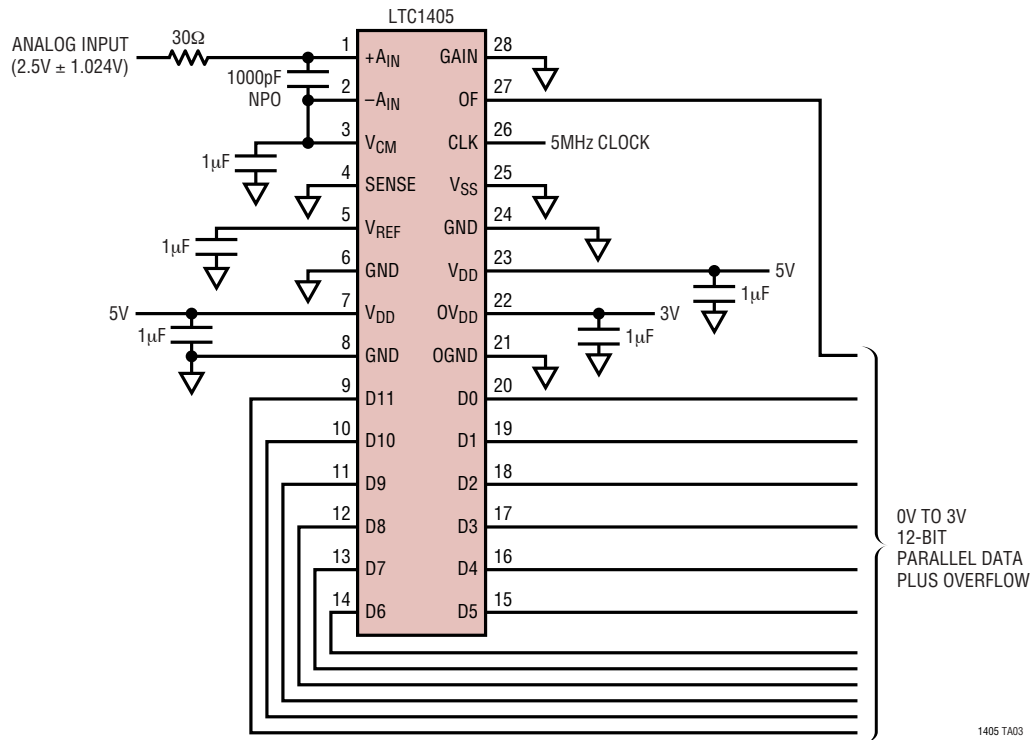 LTC1405
ANALOG INPUT
(2.5V ± 1.024V)
30Ω
1000pF
NPO
1µF
1µF
5V
1µF
1 +AIN
2 –AIN
3 VCM
4 SENSE
5 VREF
6 GND
7 VDD
8 GND
9 D11
10 D10
11 D9
12 D8
13 D7
14 D6
GAIN 28
OF 27
CLK 26
5MHz CLOCK
VSS 25
GND 24
VDD 23
5V
1µF
OVDD 22
3V
1µF
OGND 21
D0 20
D1 19
D2 18
D3 17
D4 16
D5 15
0V TO 3V
12-BIT
PARALLEL DATA
PLUS OVERFLOW
1405 TA03